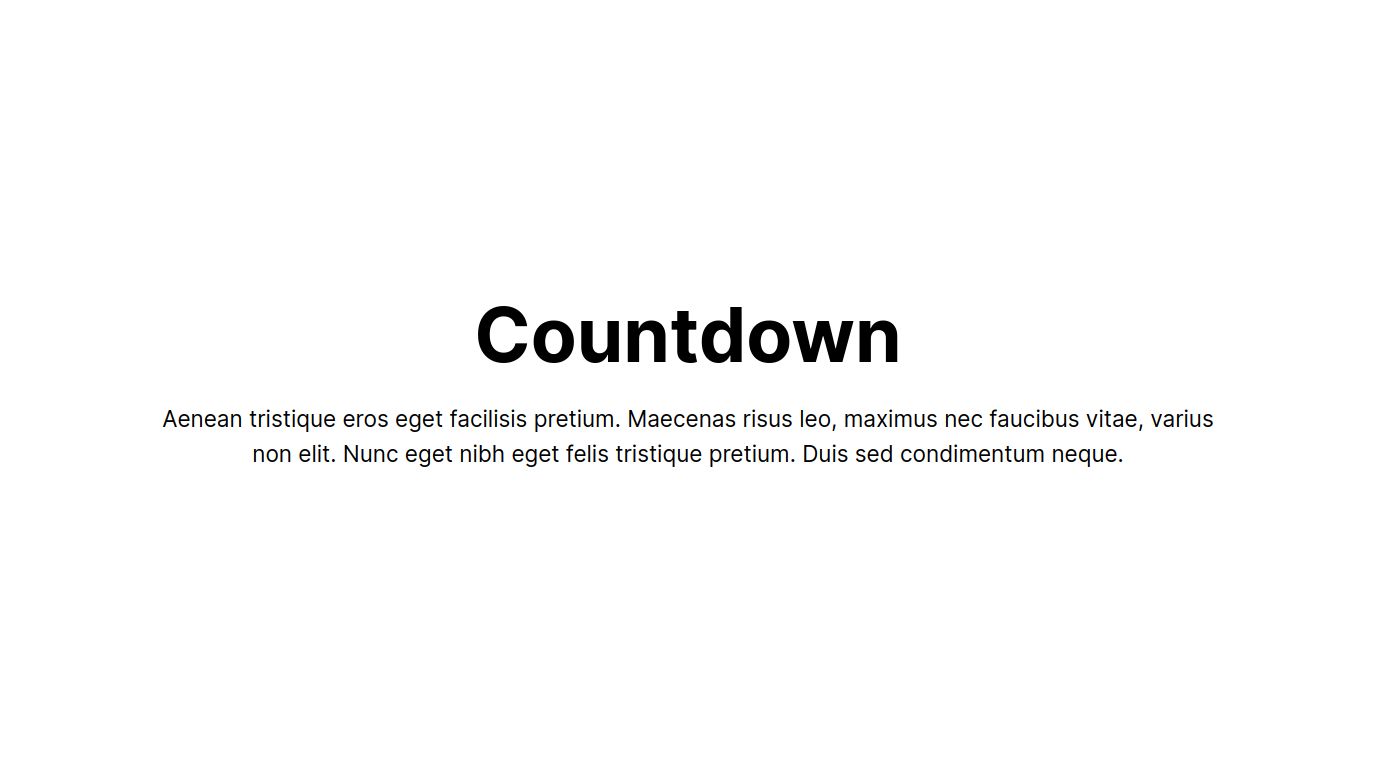 Countdown
Aenean tristique eros eget facilisis pretium. Maecenas risus leo, maximus nec faucibus vitae, varius
non elit. Nunc eget nibh eget felis tristique pretium. Duis sed condimentum neque.